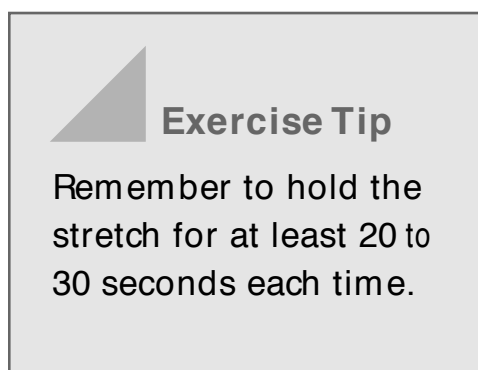 Exercise Tip
Remember to hold the
stretch for at least 20 to
30 seconds each time.